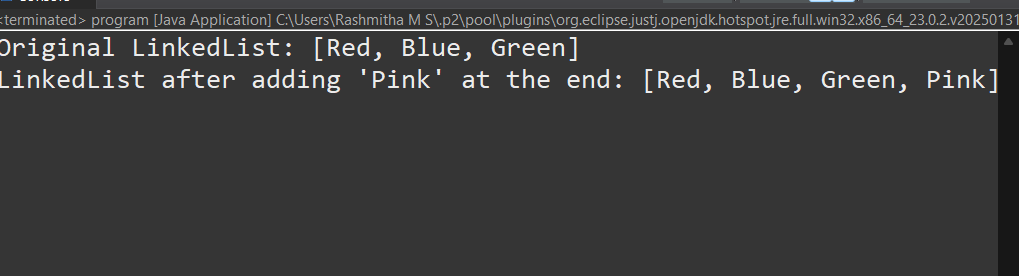 <terminated> program [Java Application] C:\Users\Rashmitha M S\.p2\pool\plugins\org.eclipse.justj.openjdk.hotspot.jre.full.win32.x86_64_23.0.2.v20250131
Original LinkedList: [Red, Blue, Green]
LinkedList after adding 'Pink' at the end: [Red, Blue, Green, Pink]